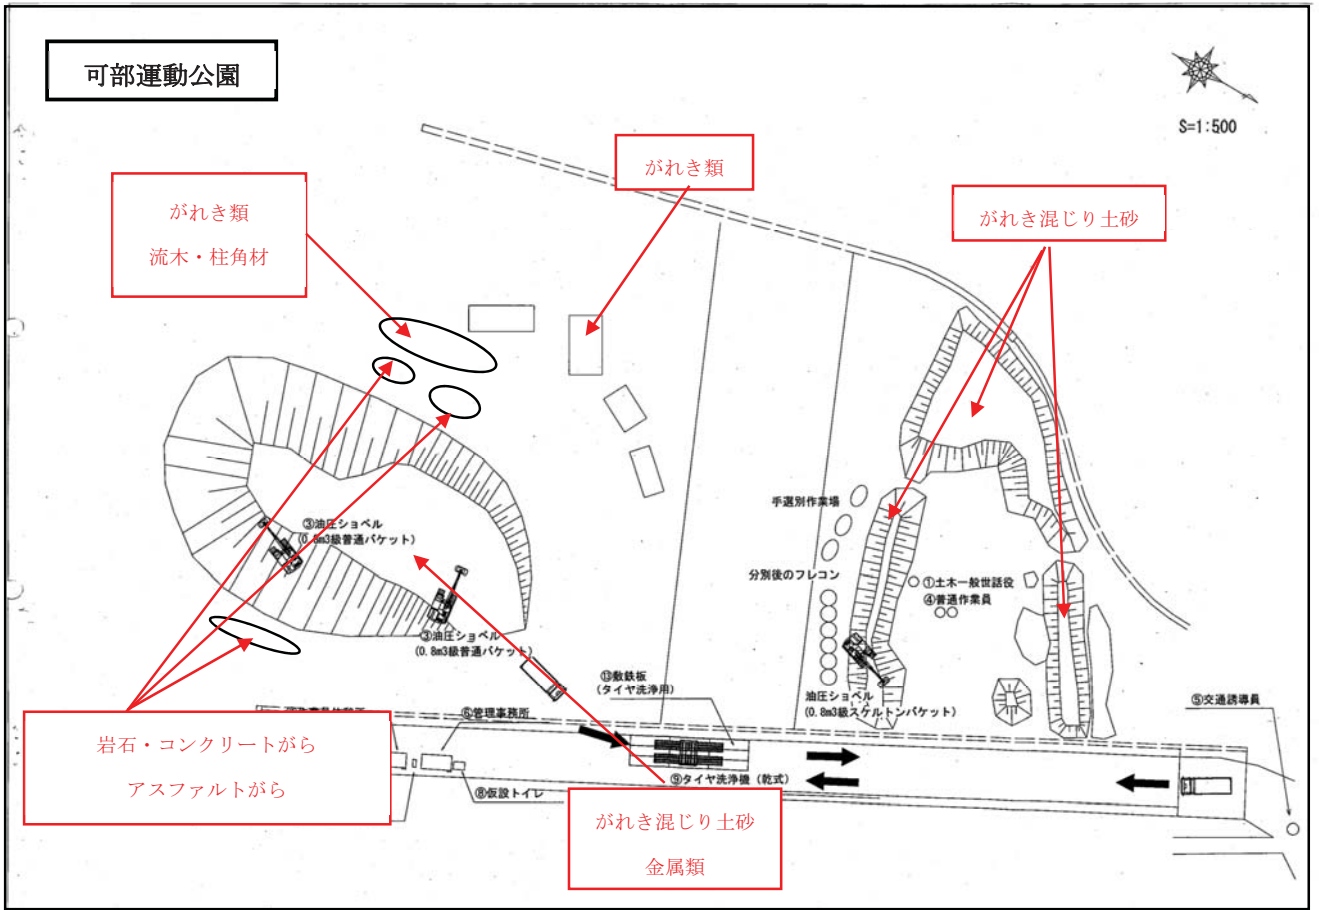 可部運動公園
S=1:500
がれき類
がれき類
流木・柱角材
がれき混じり土砂
手選別作業場
③油圧ショベル
(0.8m3級普通バケット)
分別後のフレコン
①土木一般世話役
④普通作業員
③油圧ショベル
(0.8m3級普通バケット)
⑬敷鉄板
(タイヤ洗浄用)
油圧ショベル
(0.8m3級スケルトンバケット)
⑤交通誘導員
⑥管理事務所
岩石・コンクリートがら
アスファルトがら
⑨タイヤ洗浄機(乾式)
⑧仮設トイレ
がれき混じり土砂
金属類